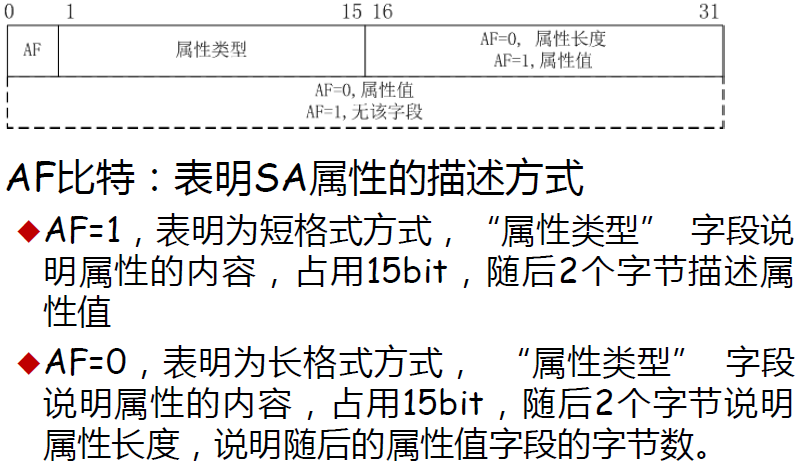 0 1 15 16 31
AF 属性类型 AF=0, 属性长度
AF=1,属性值
AF=0,属性值
AF=1,无该字段
AF比特：表明SA属性的描述方式
◆AF=1，表明为短格式方式，“属性类型” 字段说
明属性的内容，占用15bit，随后2个字节描述属
性值
◆AF=0，表明为长格式方式， “属性类型” 字段
说明属性的内容，占用15bit，随后2个字节说明
属性长度，说明随后的属性值字段的字节数。